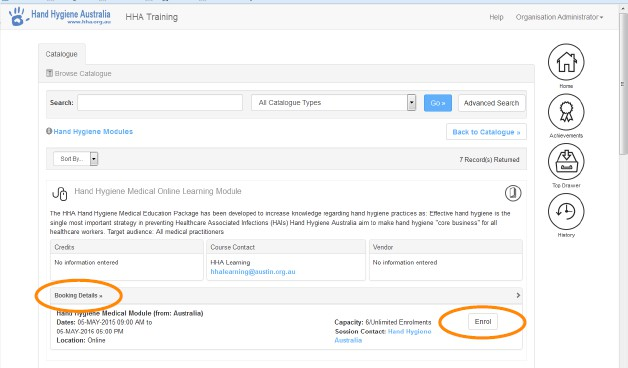 Hand Hygiene Australia
www.hha.org.au
HHA Training
Help
Organisation Administrator
Catalogue
Browse Catalogue
Search:
All Catalogue Types
Go »
Advanced Search
Hand Hygiene Modules
Back to Catalogue »
Sort By..
7 Record(s) Returned
Hand Hygiene Medical Online Learning Module
The HHA Hand Hygiene Medical Education Package has been developed to increase knowledge regarding hand hygiene practices as: Effective hand hygiene is the
single most important strategy in preventing Healthcare Associated Infections (HAIs) Hand Hygiene Australia aim to make hand hygiene "core business" for all
healthcare workers. Target audience: All medical practitioners
Credits
Course Contact
Vendor
No information entered
HHA Learning
hhalearning@austin.org.au
No information entered
Booking Details »
Hand Hygiene Medical Module (from: Australia)
Dates: 05-MAY-2015 09:00 AM to
05-MAY-2016 05:00 PM
Location: Online
Capacity: 6/Unlimited Enrolments
Session Contact: Hand Hygiene
Australia
Enrol
Home
Achievements
Top Drawer
History